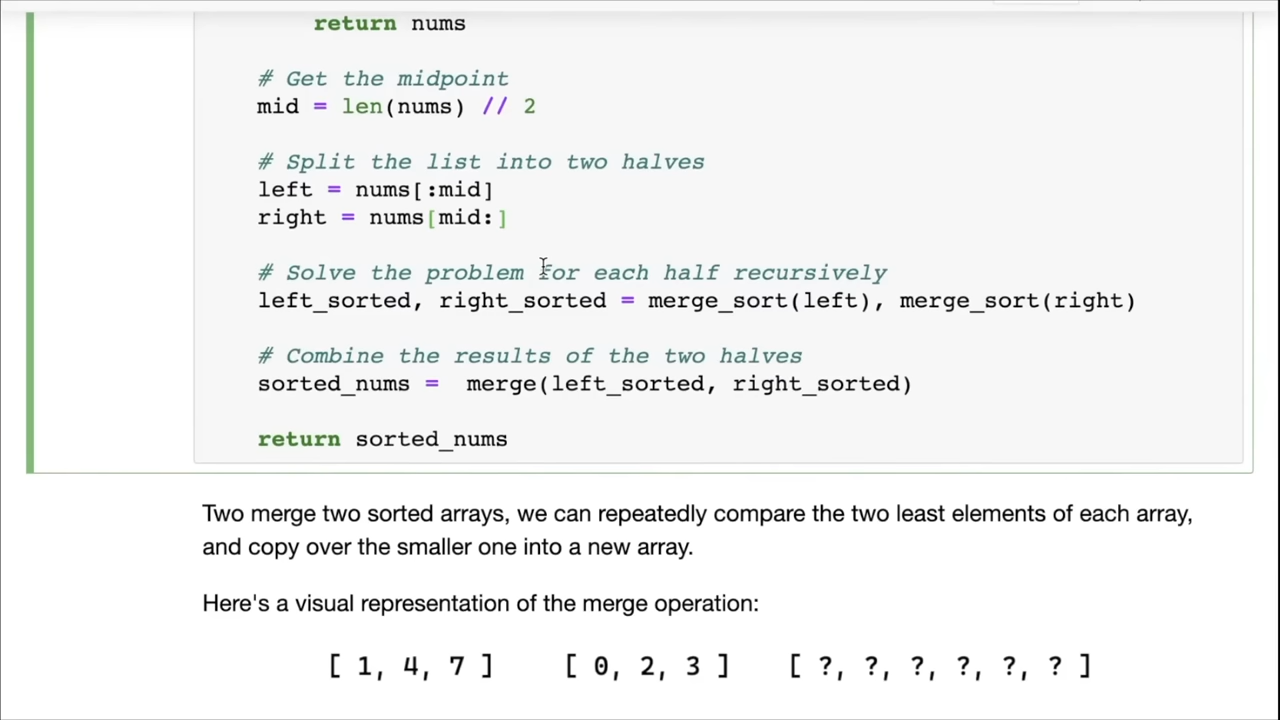 return nums
# Get the midpoint
mid = len(nums) // 2
# Split the list into two halves
left = nums[:mid]
right = nums[mid:]
# Solve the problem for each half recursively
left_sorted, right_sorted = merge_sort(left), merge_sort(right)
# Combine the results of the two halves
sorted_nums =  merge(left_sorted, right_sorted)
return sorted_nums
Two merge two sorted arrays, we can repeatedly compare the two least elements of each array,
and copy over the smaller one into a new array.
Here's a visual representation of the merge operation:
[ 1, 4, 7 ] [ 0, 2, 3 ] [ ?, ?, ?, ?, ?, ? ]